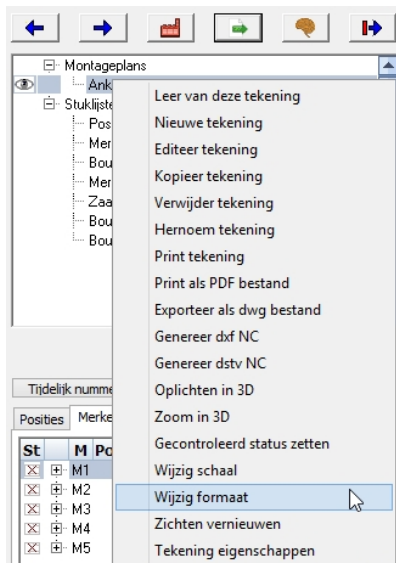 Montageplans
Ank
Stuklijste
Pos
Mer
Bou
Mer
Zaa
Bou
Bou
Leer van deze tekening
Nieuwe tekening
Editeer tekening
Kopieer tekening
Verwijder tekening
Hernoem tekening
Print tekening
Print als PDF bestand
Exporteer als dwg bestand
Genereer dxf NC
Genereer dstv NC
Oplichten in 3D
Zoom in 3D
Gecontroleerd status zetten
Wijzig schaal
Wijzig formaat
Zichten vernieuwen
Tekening eigenschappen
Tijdelijk numme
Posities Merke
St M Po
M1
M2
M3
M4
M5